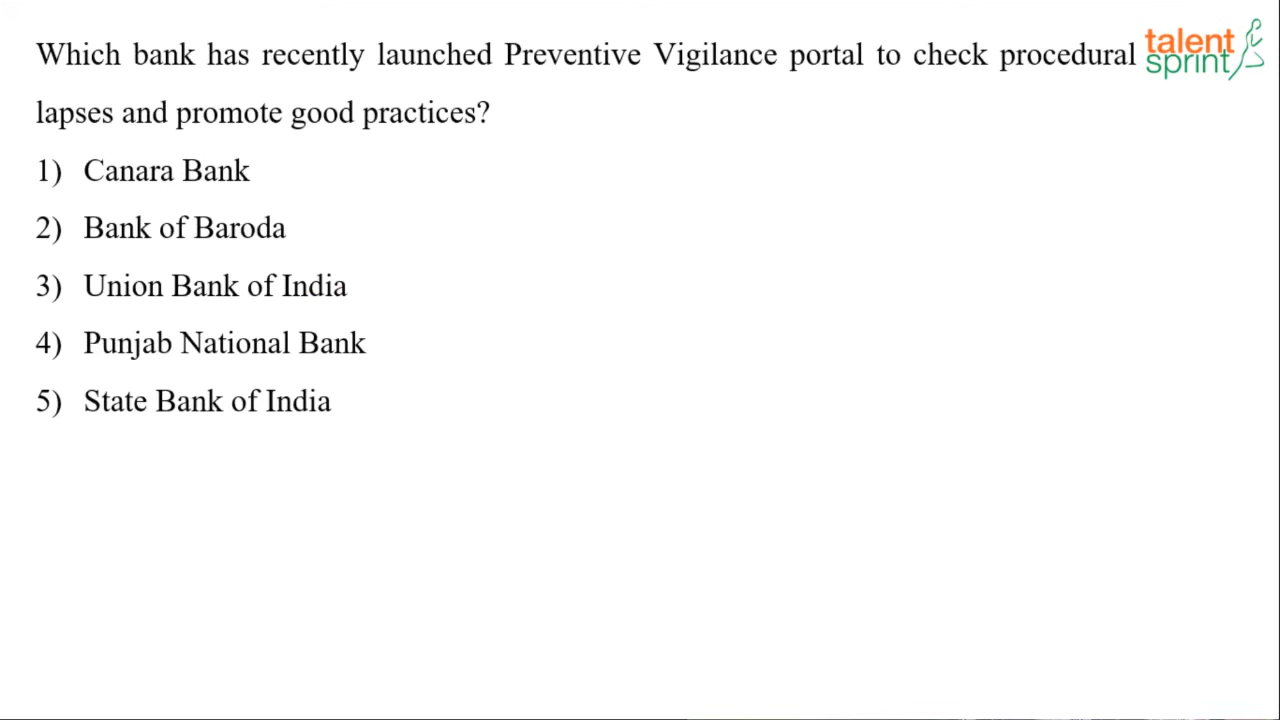 Which bank has recently launched Preventive Vigilance portal to check procedural
lapses and promote good practices?
1) Canara Bank
2) Bank of Baroda
3) Union Bank of India
4) Punjab National Bank
5) State Bank of India
talent
sprint